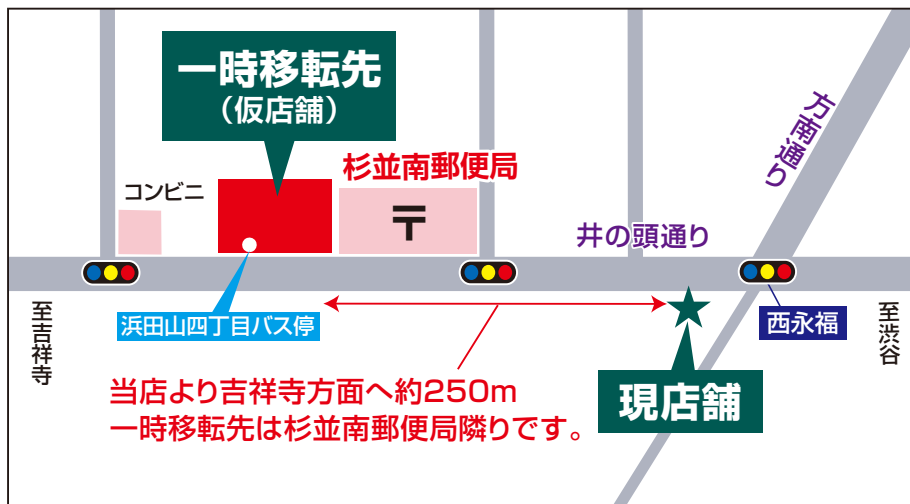 一時移転先
（仮店舗）
方南通り
杉並南郵便局
コンビニ
〒
井の頭通り
浜田山四丁目バス停
西永福
至吉祥寺
至渋谷
当店より吉祥寺方面へ約250m
一時移転先は杉並南郵便局隣りです。
現店舗